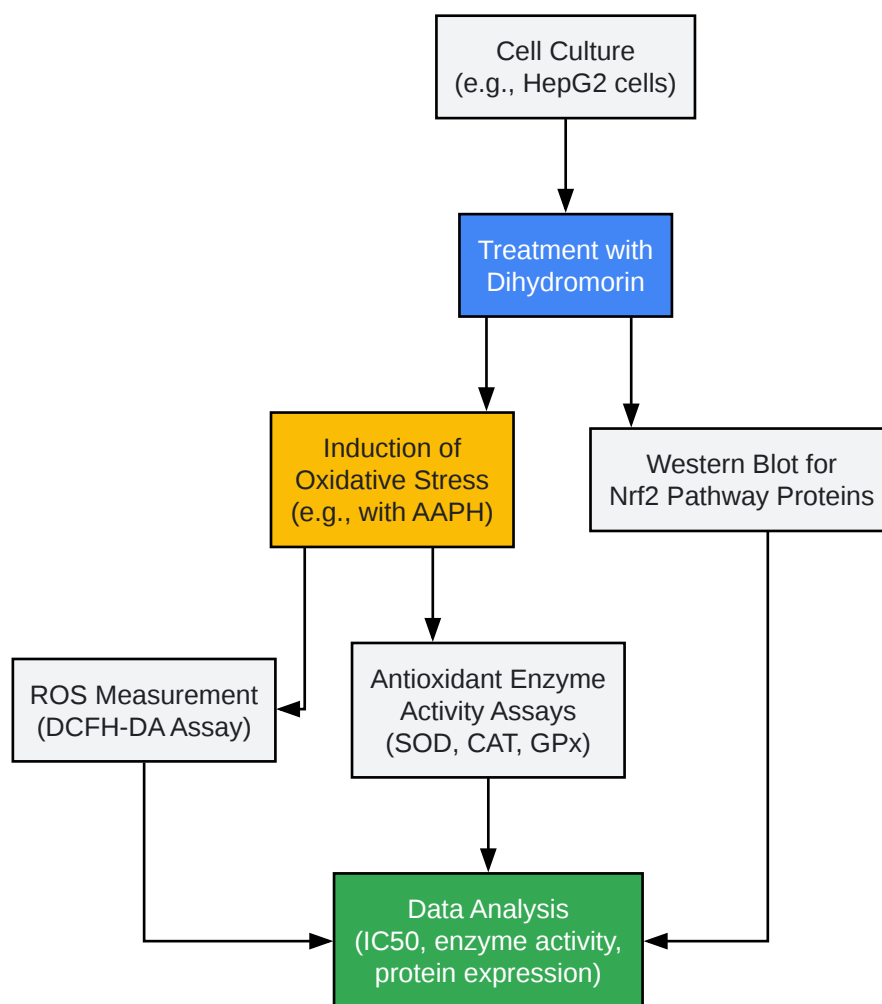 Cell Culture
(e.g., HepG2 cells)
Treatment with
Dihydromorin
Induction of
Oxidative Stress
(e.g., with AAPH)
Western Blot for
Nrf2 Pathway Proteins
ROS Measurement
(DCFH-DA Assay)
Antioxidant Enzyme
Activity Assays
(SOD, CAT, GPx)
Data Analysis
(IC50, enzyme activity,
protein expression)